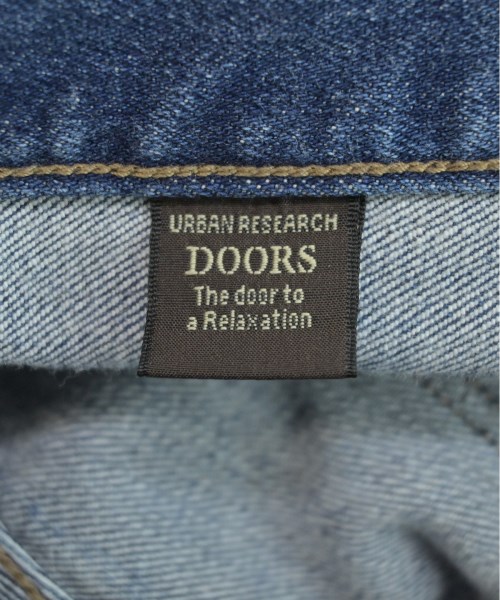 URBAN RESEARCH
DOORS
The door to
a Relaxation